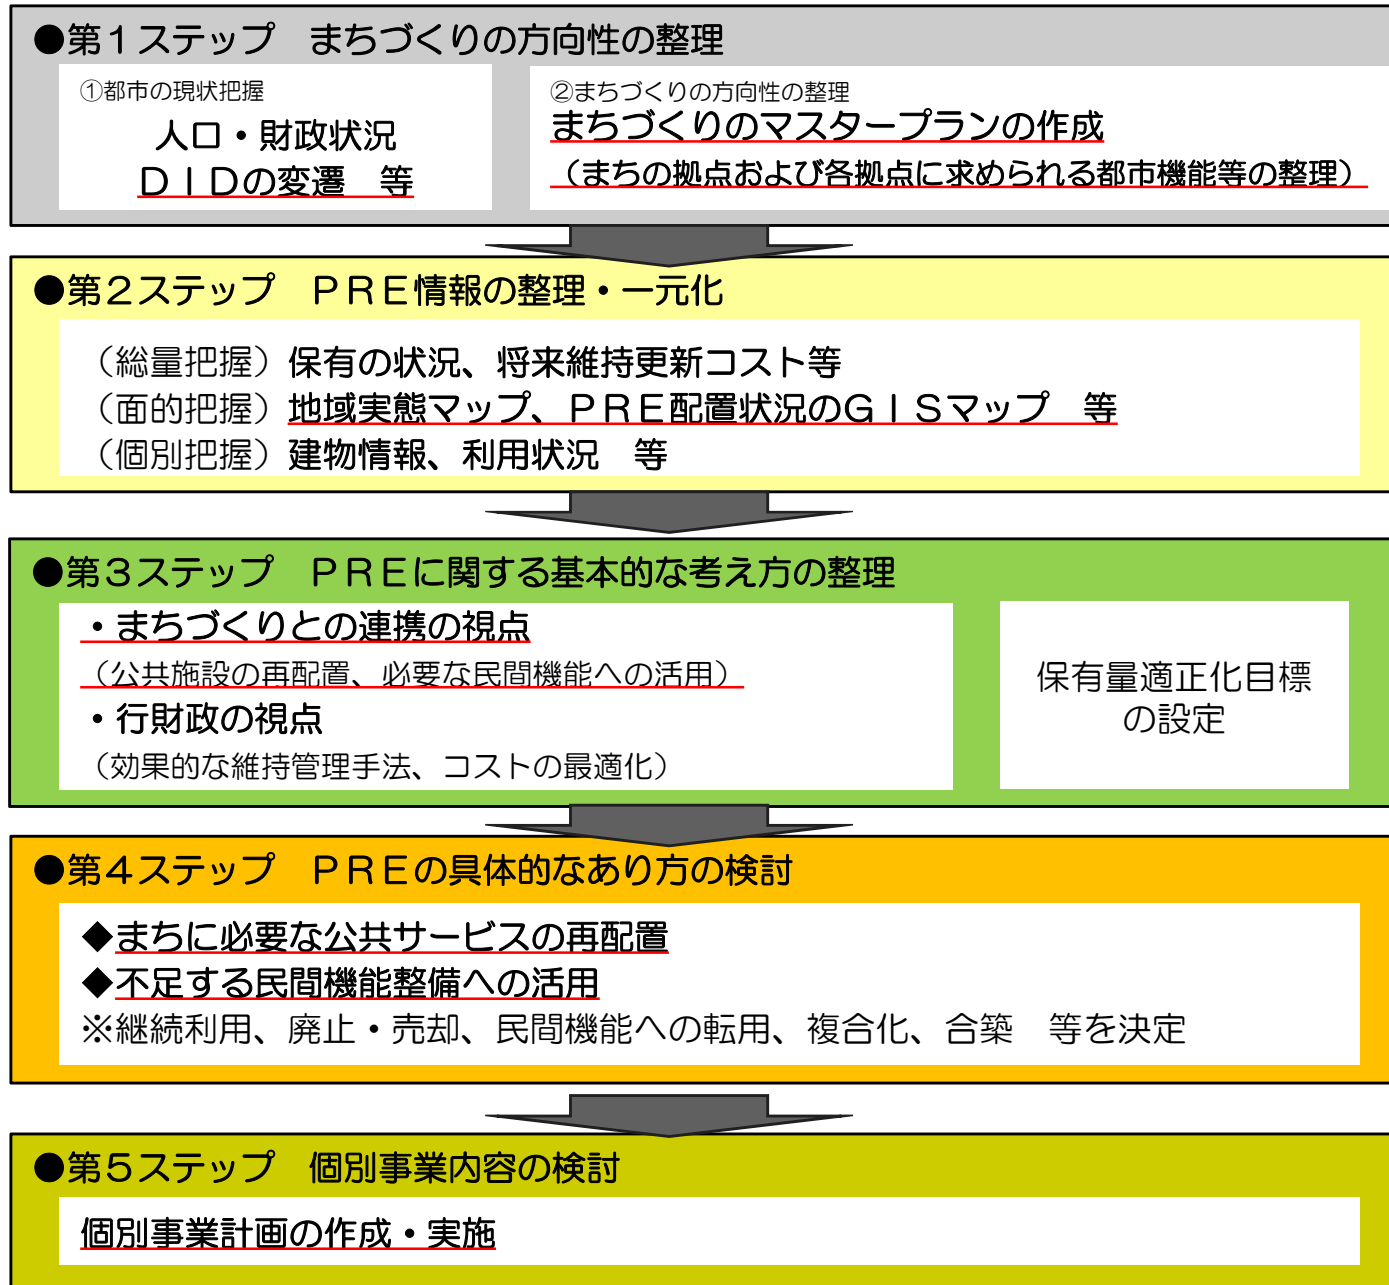 ●第１ステップ　まちづくりの方向性の整理
①都市の現状把握
人口・財政状況
ＤＩＤの変遷　等
②まちづくりの方向性の整理
まちづくりのマスタープランの作成
（まちの拠点および各拠点に求められる都市機能等の整理）
●第２ステップ　ＰＲＥ情報の整理・一元化
（総量把握）保有の状況、将来維持更新コスト等
（面的把握）地域実態マップ、ＰＲＥ配置状況のＧＩＳマップ　等
（個別把握）建物情報、利用状況　等
●第３ステップ　ＰＲＥに関する基本的な考え方の整理
・まちづくりとの連携の視点
（公共施設の再配置、必要な民間機能への活用）
・行財政の視点
（効果的な維持管理手法、コストの最適化）
保有量適正化目標
の設定
●第４ステップ　ＰＲＥの具体的なあり方の検討
◆まちに必要な公共サービスの再配置
◆不足する民間機能整備への活用
※継続利用、廃止・売却、民間機能への転用、複合化、合築　等を決定
●第５ステップ　個別事業内容の検討
個別事業計画の作成・実施